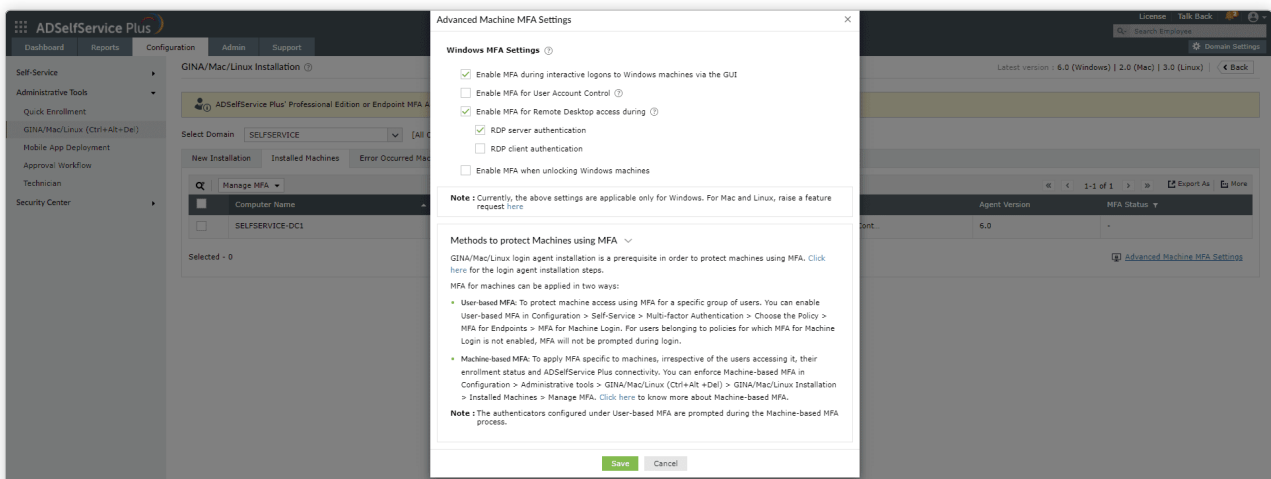 License Talk Back
ADSelfService Plus
Search Employee
Dashboard Reports Configuration Admin Support
Domain Settings
Self-Service
Administrative Tools
Quick Enrollment
GINA/Mac/Linux (Ctrl+Alt+Del)
Mobile App Deployment
Approval Workflow
Technician
Security Center
GINA/Mac/Linux Installation
Latest version : 6.0 (Windows) | 2.0 (Mac) | 3.0 (Linux)
Back
ADSelfService Plus' Professional Edition or Endpoint MFA A
Select Domain SELFSERVICE [All
New Installation Installed Machines Error Occurred Mac
Manage MFA
1-1 of 1 Export As More
Computer Name Agent Version MFA Status
SELFSERVICE-DC1 Cont... 6.0 -
Selected - 0
Advanced Machine MFA Settings
Advanced Machine MFA Settings
Windows MFA Settings
Enable MFA during interactive logons to Windows machines via the GUI
Enable MFA for User Account Control
Enable MFA for Remote Desktop access during
RDP server authentication
RDP client authentication
Enable MFA when unlocking Windows machines
Note : Currently, the above settings are applicable only for Windows. For Mac and Linux, raise a feature
request here
Methods to protect Machines using MFA
GINA/Mac/Linux login agent installation is a prerequisite in order to protect machines using MFA. Click
here for the login agent installation steps.
MFA for machines can be applied in two ways:
• User-based MFA: To protect machine access using MFA for a specific group of users. You can enable
User-based MFA in Configuration > Self-Service > Multi-factor Authentication > Choose the Policy >
MFA for Endpoints > MFA for Machine Login. For users belonging to policies for which MFA for Machine
Login is not enabled, MFA will not be prompted during login.
• Machine-based MFA: To apply MFA specific to machines, irrespective of the users accessing it, their
enrollment status and ADSelfService Plus connectivity. You can enforce Machine-based MFA in
Configuration > Administrative tools > GINA/Mac/Linux (Ctrl+Alt +Del) > GINA/Mac/Linux Installation
> Installed Machines > Manage MFA. Click here to know more about Machine-based MFA.
Note : The authenticators configured under User-based MFA are prompted during the Machine-based MFA
process.
Save Cancel